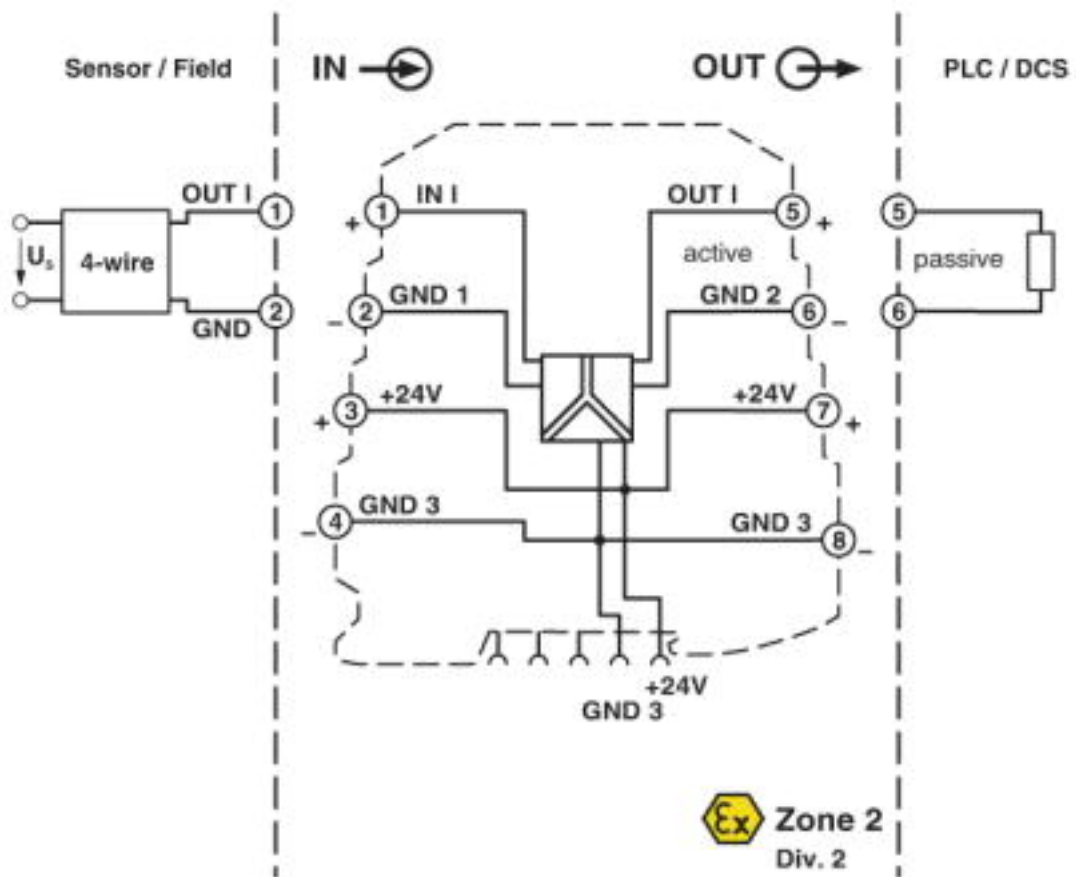 Sensor / Field IN OUT PLC / DCS
OUT I 1 1 IN I OUT I 5 5
+ +
U₅ 4-wire active passive
GND 2 2 GND 1 GND 2 6 6
- -
3 +24V +24V 7
+ +
4 GND 3 GND 3 8
- -
+24V
GND 3
Ex Zone 2
Div. 2